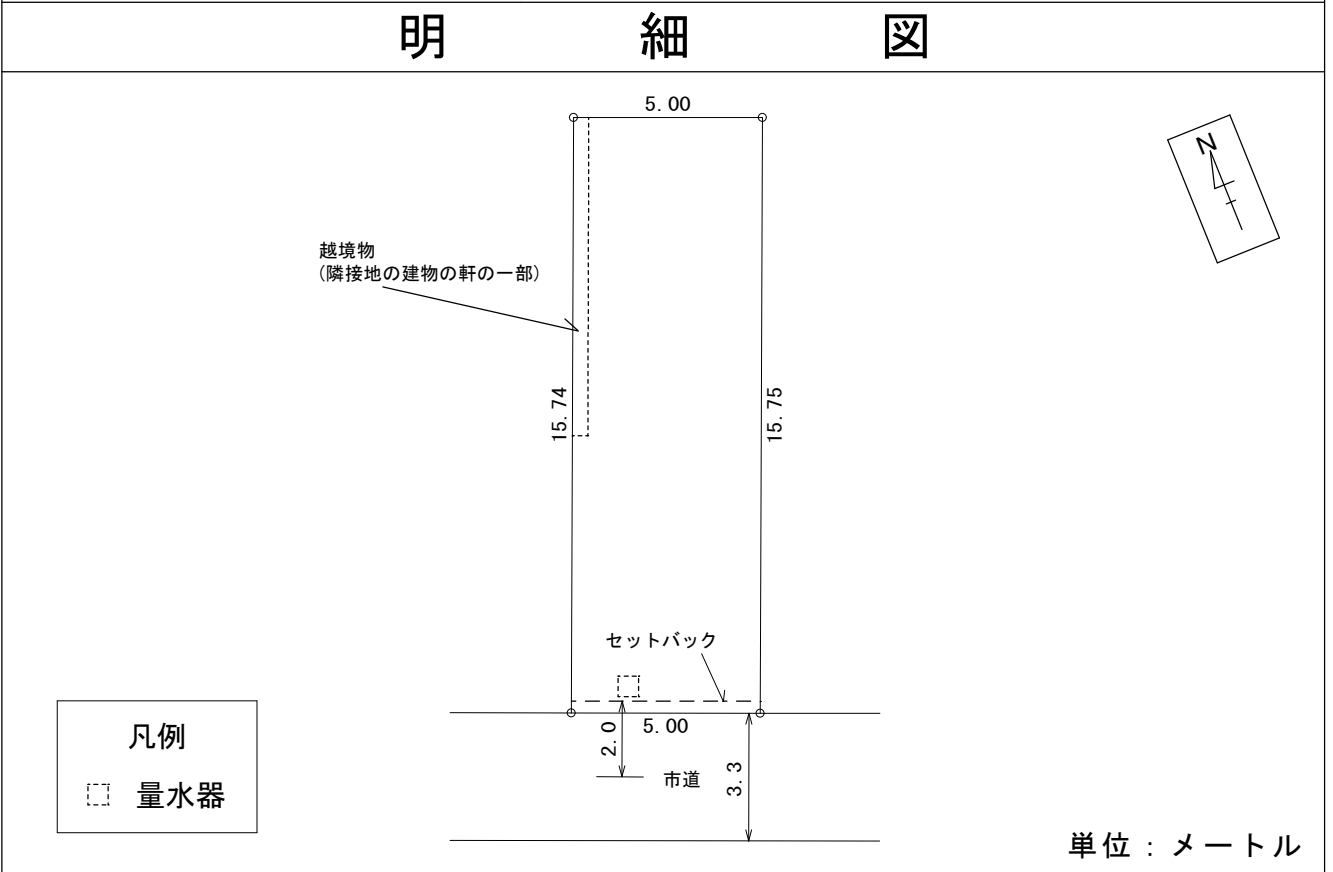 明細図
5.00
N
越境物
(隣接地の建物の軒の一部)
15.74
15.75
セットバック
2.0
5.00
市道
3.3
凡例
量水器
単位：メートル